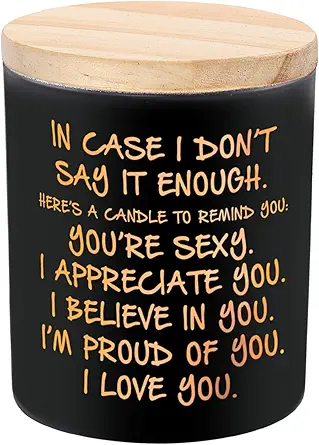 IN CASE I DON'T
SAY IT ENOUGH.
HERE'S A CANDLE TO REMIND YOU:
YOU'RE SEXY.
I APPRECIATE YOU.
I BELIEVE IN YOU.
I'M PROUD OF YOU.
I LOVE YOU.